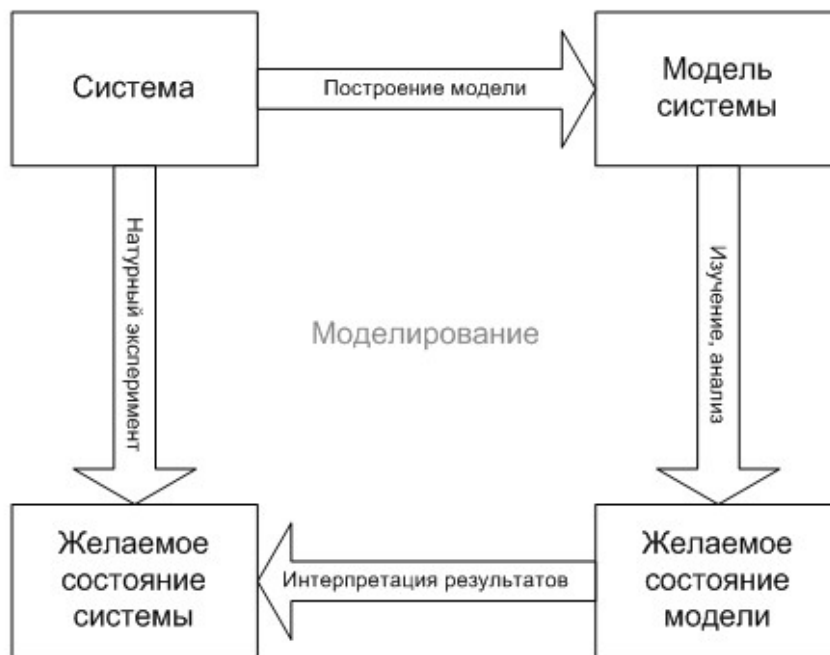 Система
Построение модели
Модель
системы
Натурный эксперимент
Моделирование
Изучение, анализ
Желаемое
состояние
системы
Интерпретация результатов
Желаемое
состояние
модели